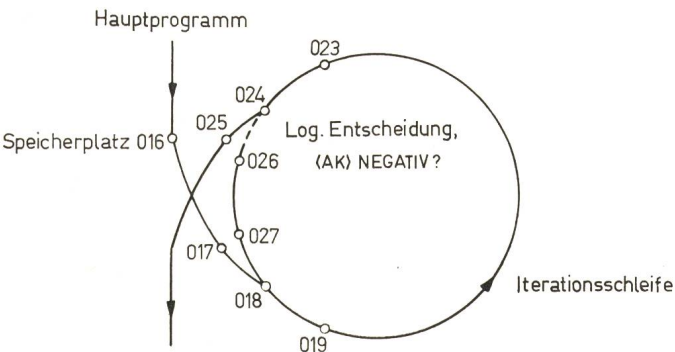 Hauptprogramm
023
024
025
Log. Entscheidung,
Speicherplatz 016
026
⟨AK⟩ NEGATIV?
027
017
018
Iterationsschleife
019